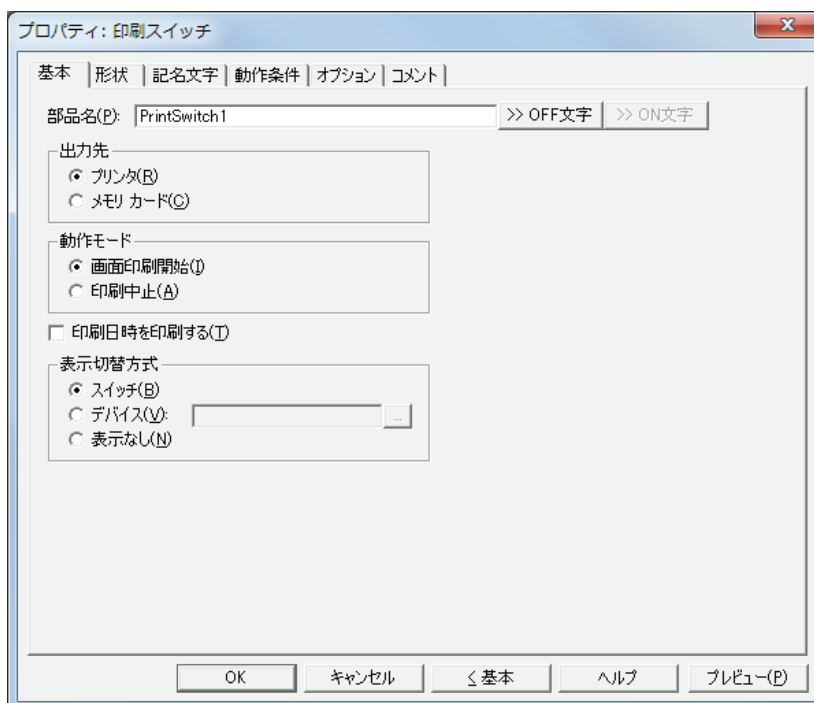 プロパティ: 印刷スイッチ
基本 形状 記名文字 動作条件 オプション コメント
部品名(P): PrintSwitch1 >> OFF文字 >> ON文字
出力先
プリンタ(R)
メモリ カード(C)
動作モード
画面印刷開始(I)
印刷中止(A)
印刷日時を印刷する(T)
表示切替方式
スイッチ(B)
デバイス(V): ...
表示なし(N)
OK キャンセル < 基本 ヘルプ プレビュー(P)